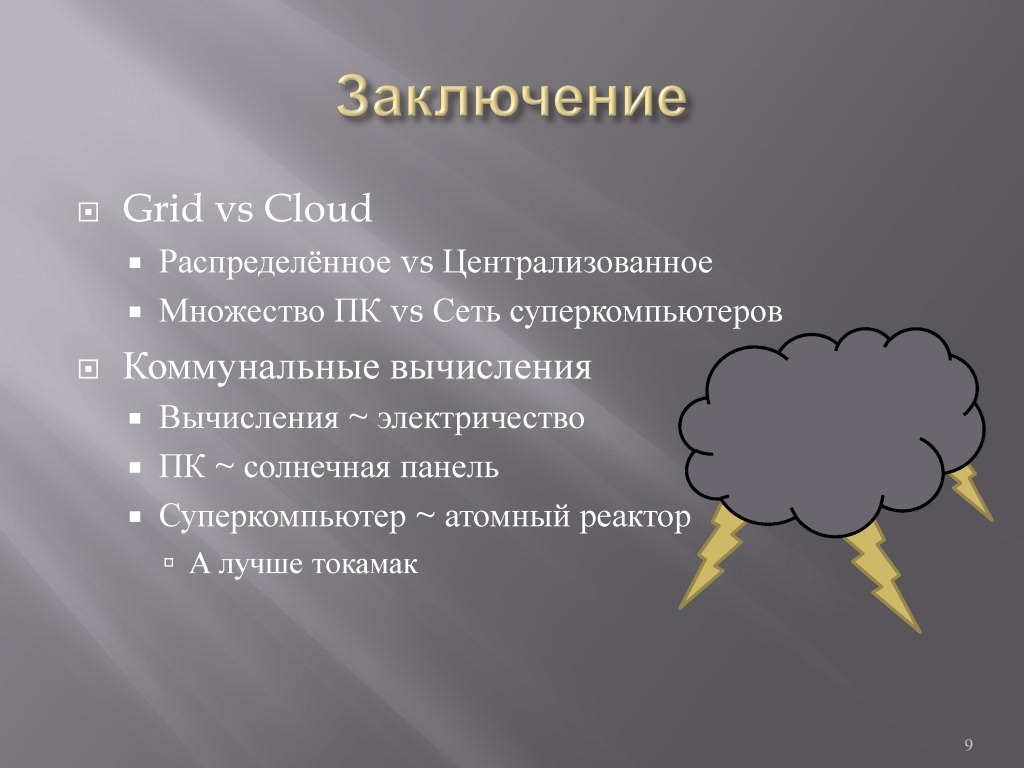 Заключение
Grid vs Cloud
Распределённое vs Централизованное
Множество ПК vs Сеть суперкомпьютеров
Коммунальные вычисления
Вычисления ~ электричество
ПК ~ солнечная панель
Суперкомпьютер ~ атомный реактор
А лучше токамак
9